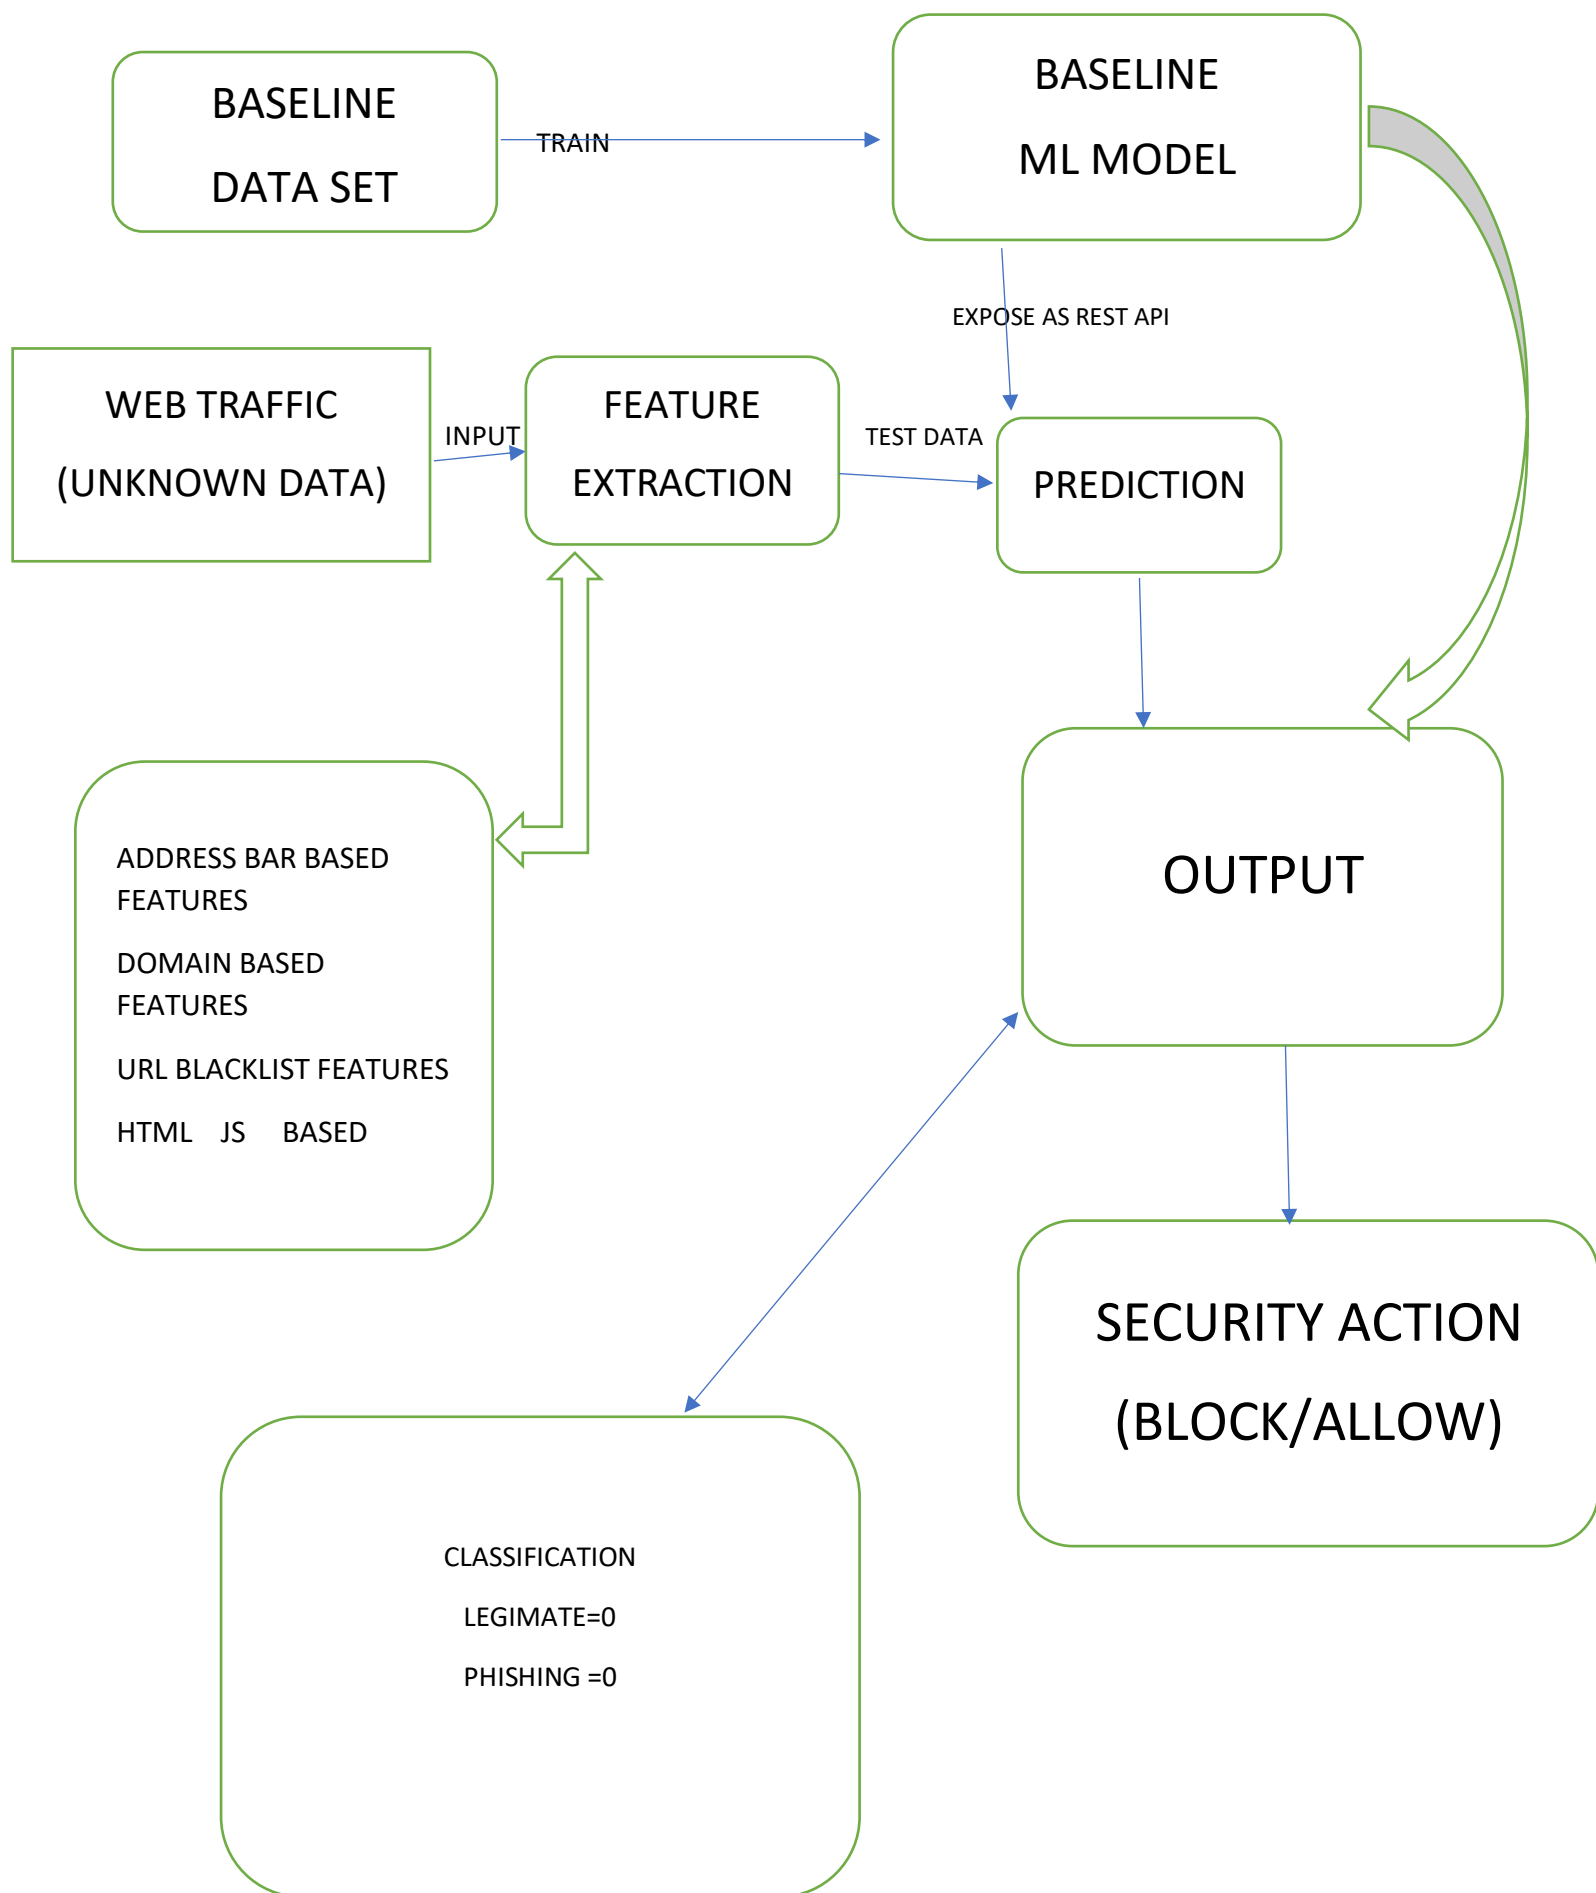 BASELINE
DATA SET
TRAIN
BASELINE
ML MODEL
EXPOSE AS REST API
WEB TRAFFIC
(UNKNOWN DATA)
INPUT
FEATURE
EXTRACTION
TEST DATA
PREDICTION
ADDRESS BAR BASED
FEATURES
DOMAIN BASED
FEATURES
URL BLACKLIST FEATURES
HTML JS BASED
OUTPUT
SECURITY ACTION
(BLOCK/ALLOW)
CLASSIFICATION
LEGIMATE=0
PHISHING =0